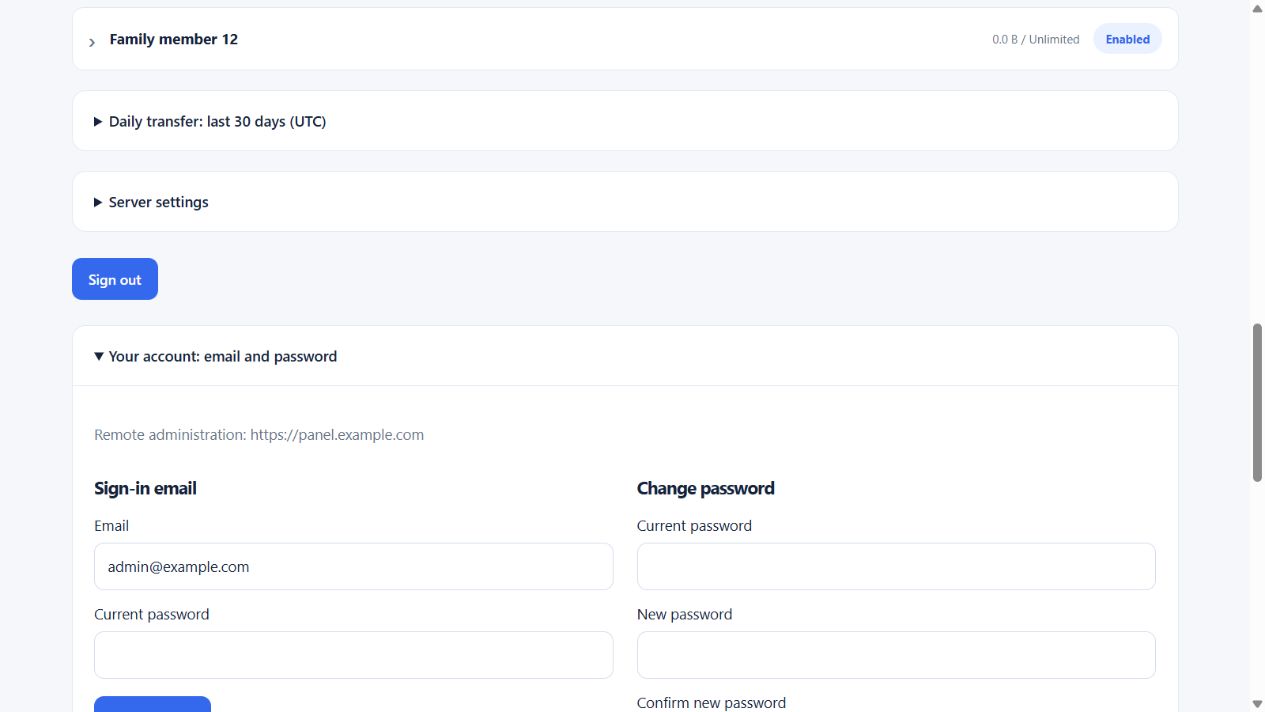 Family member 12
0.0 B / Unlimited
Enabled
Daily transfer: last 30 days (UTC)
Server settings
Sign out
Your account: email and password
Remote administration: https://panel.example.com
Sign-in email
Email
admin@example.com
Current password
Change password
Current password
New password
Confirm new password